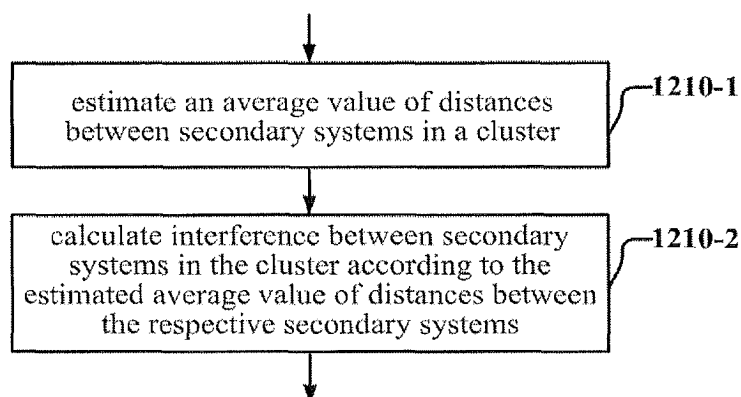 estimate an average value of distances
between secondary systems in a cluster
1210-1
calculate interference between secondary
systems in the cluster according to the
estimated average value of distances between
the respective secondary systems
1210-2